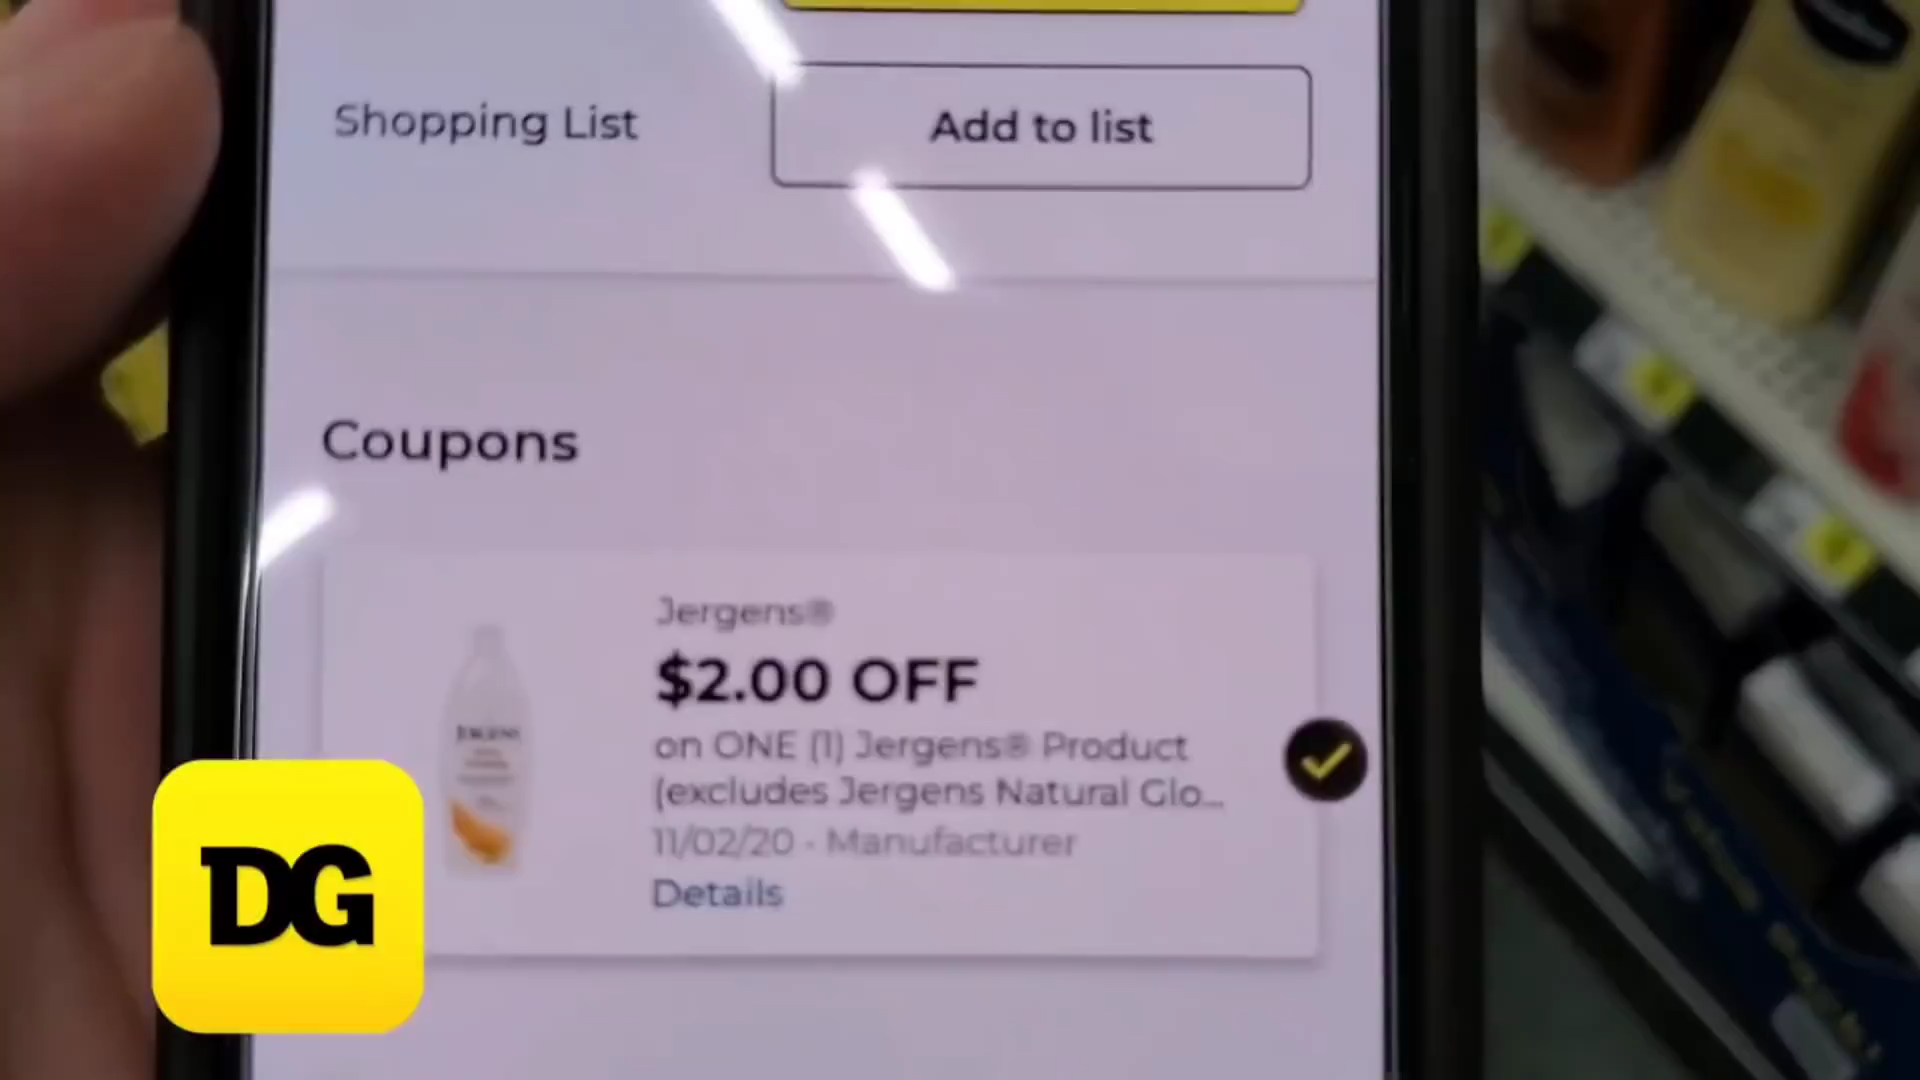 Shopping List
Add to list
Coupons
Jergens®
$2.00 OFF
on ONE (1) Jergens® Product
(excludes Jergens Natural Glo...
11/02/20 - Manufacturer
Details
JERGENS
DG